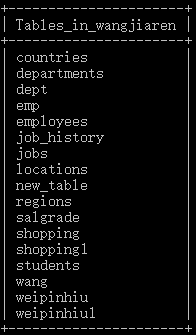 Tables_in_wangjiaren
countries
departments
dept
emp
employees
job_history
jobs
locations
new_table
regions
salgrade
shopping
shopping1
students
wang
weipinhiu
weipinhiu1